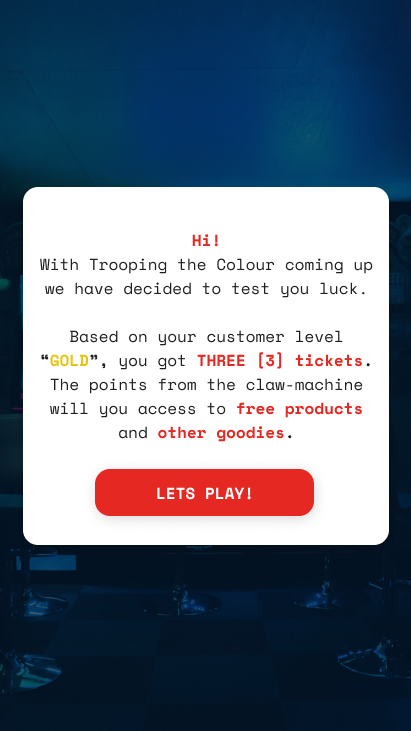 Hi!
With Trooping the Colour coming up
we have decided to test you luck.
Based on your customer level
“GOLD”, you got THREE [3] tickets.
The points from the claw-machine
will you access to free products
and other goodies.
LETS PLAY!